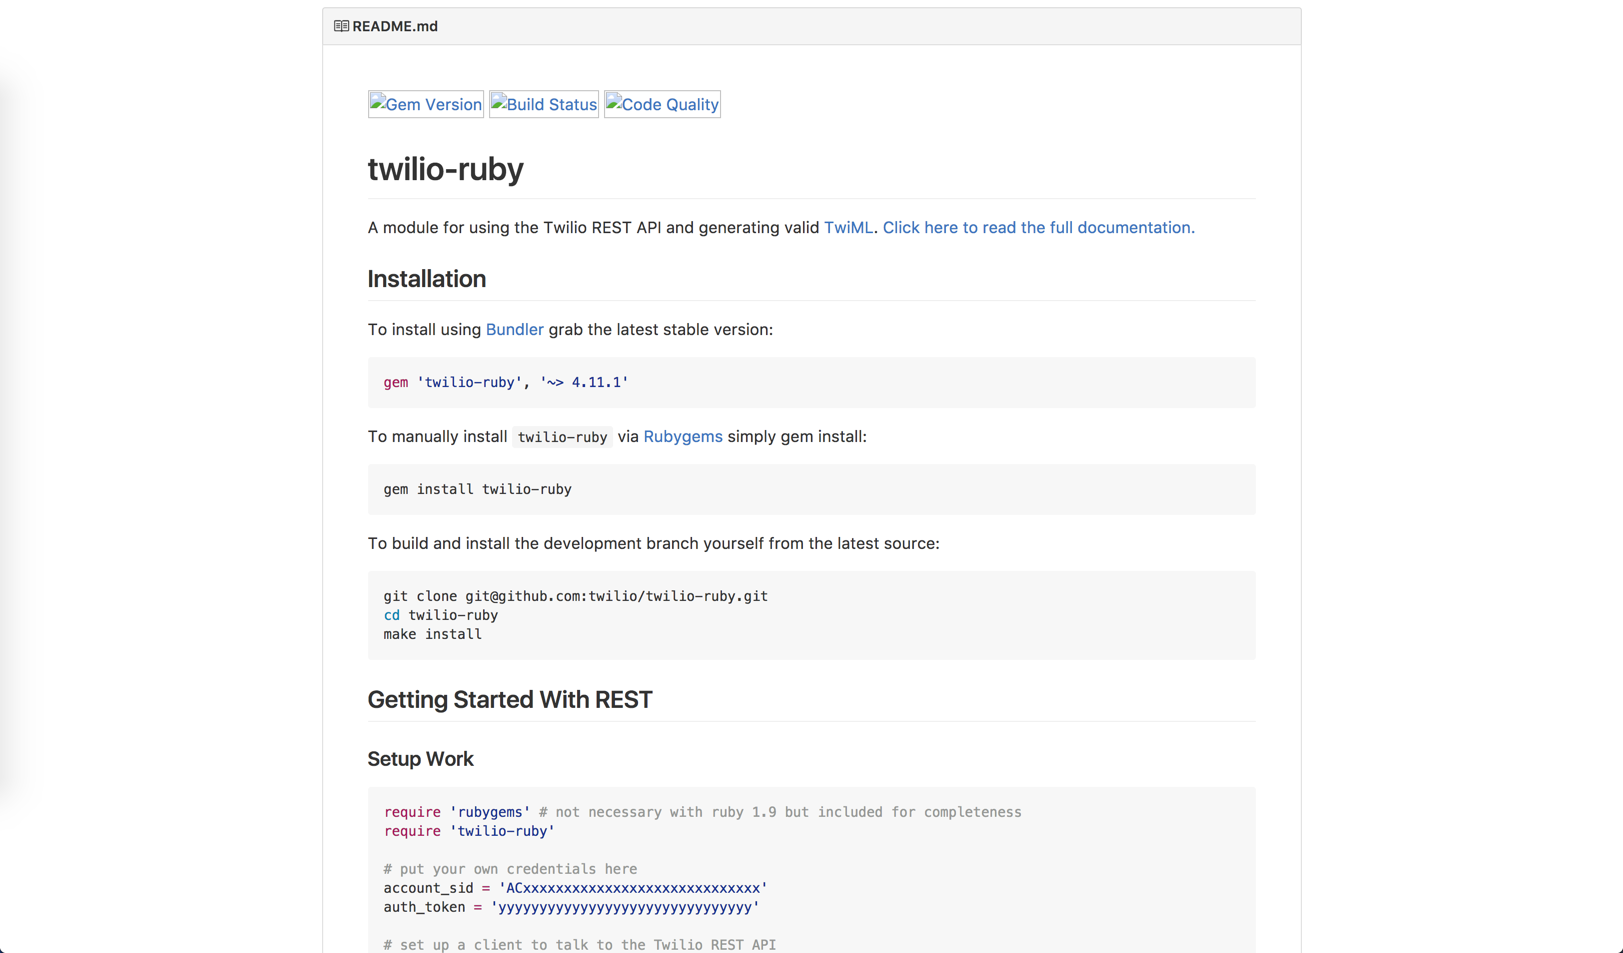 README.md
Gem Version Build Status Code Quality
twilio-ruby
A module for using the Twilio REST API and generating valid TwiML. Click here to read the full documentation.
Installation
To install using Bundler grab the latest stable version:
gem 'twilio-ruby', '~> 4.11.1'
To manually install twilio-ruby via Rubygems simply gem install:
gem install twilio-ruby
To build and install the development branch yourself from the latest source:
git clone git@github.com:twilio/twilio-ruby.git
cd twilio-ruby
make install
Getting Started With REST
Setup Work
require 'rubygems' # not necessary with ruby 1.9 but included for completeness
require 'twilio-ruby'
# put your own credentials here
account_sid = 'ACxxxxxxxxxxxxxxxxxxxxxxxxxxxxx'
auth_token = 'yyyyyyyyyyyyyyyyyyyyyyyyyyyyyyy'
# set up a client to talk to the Twilio REST API